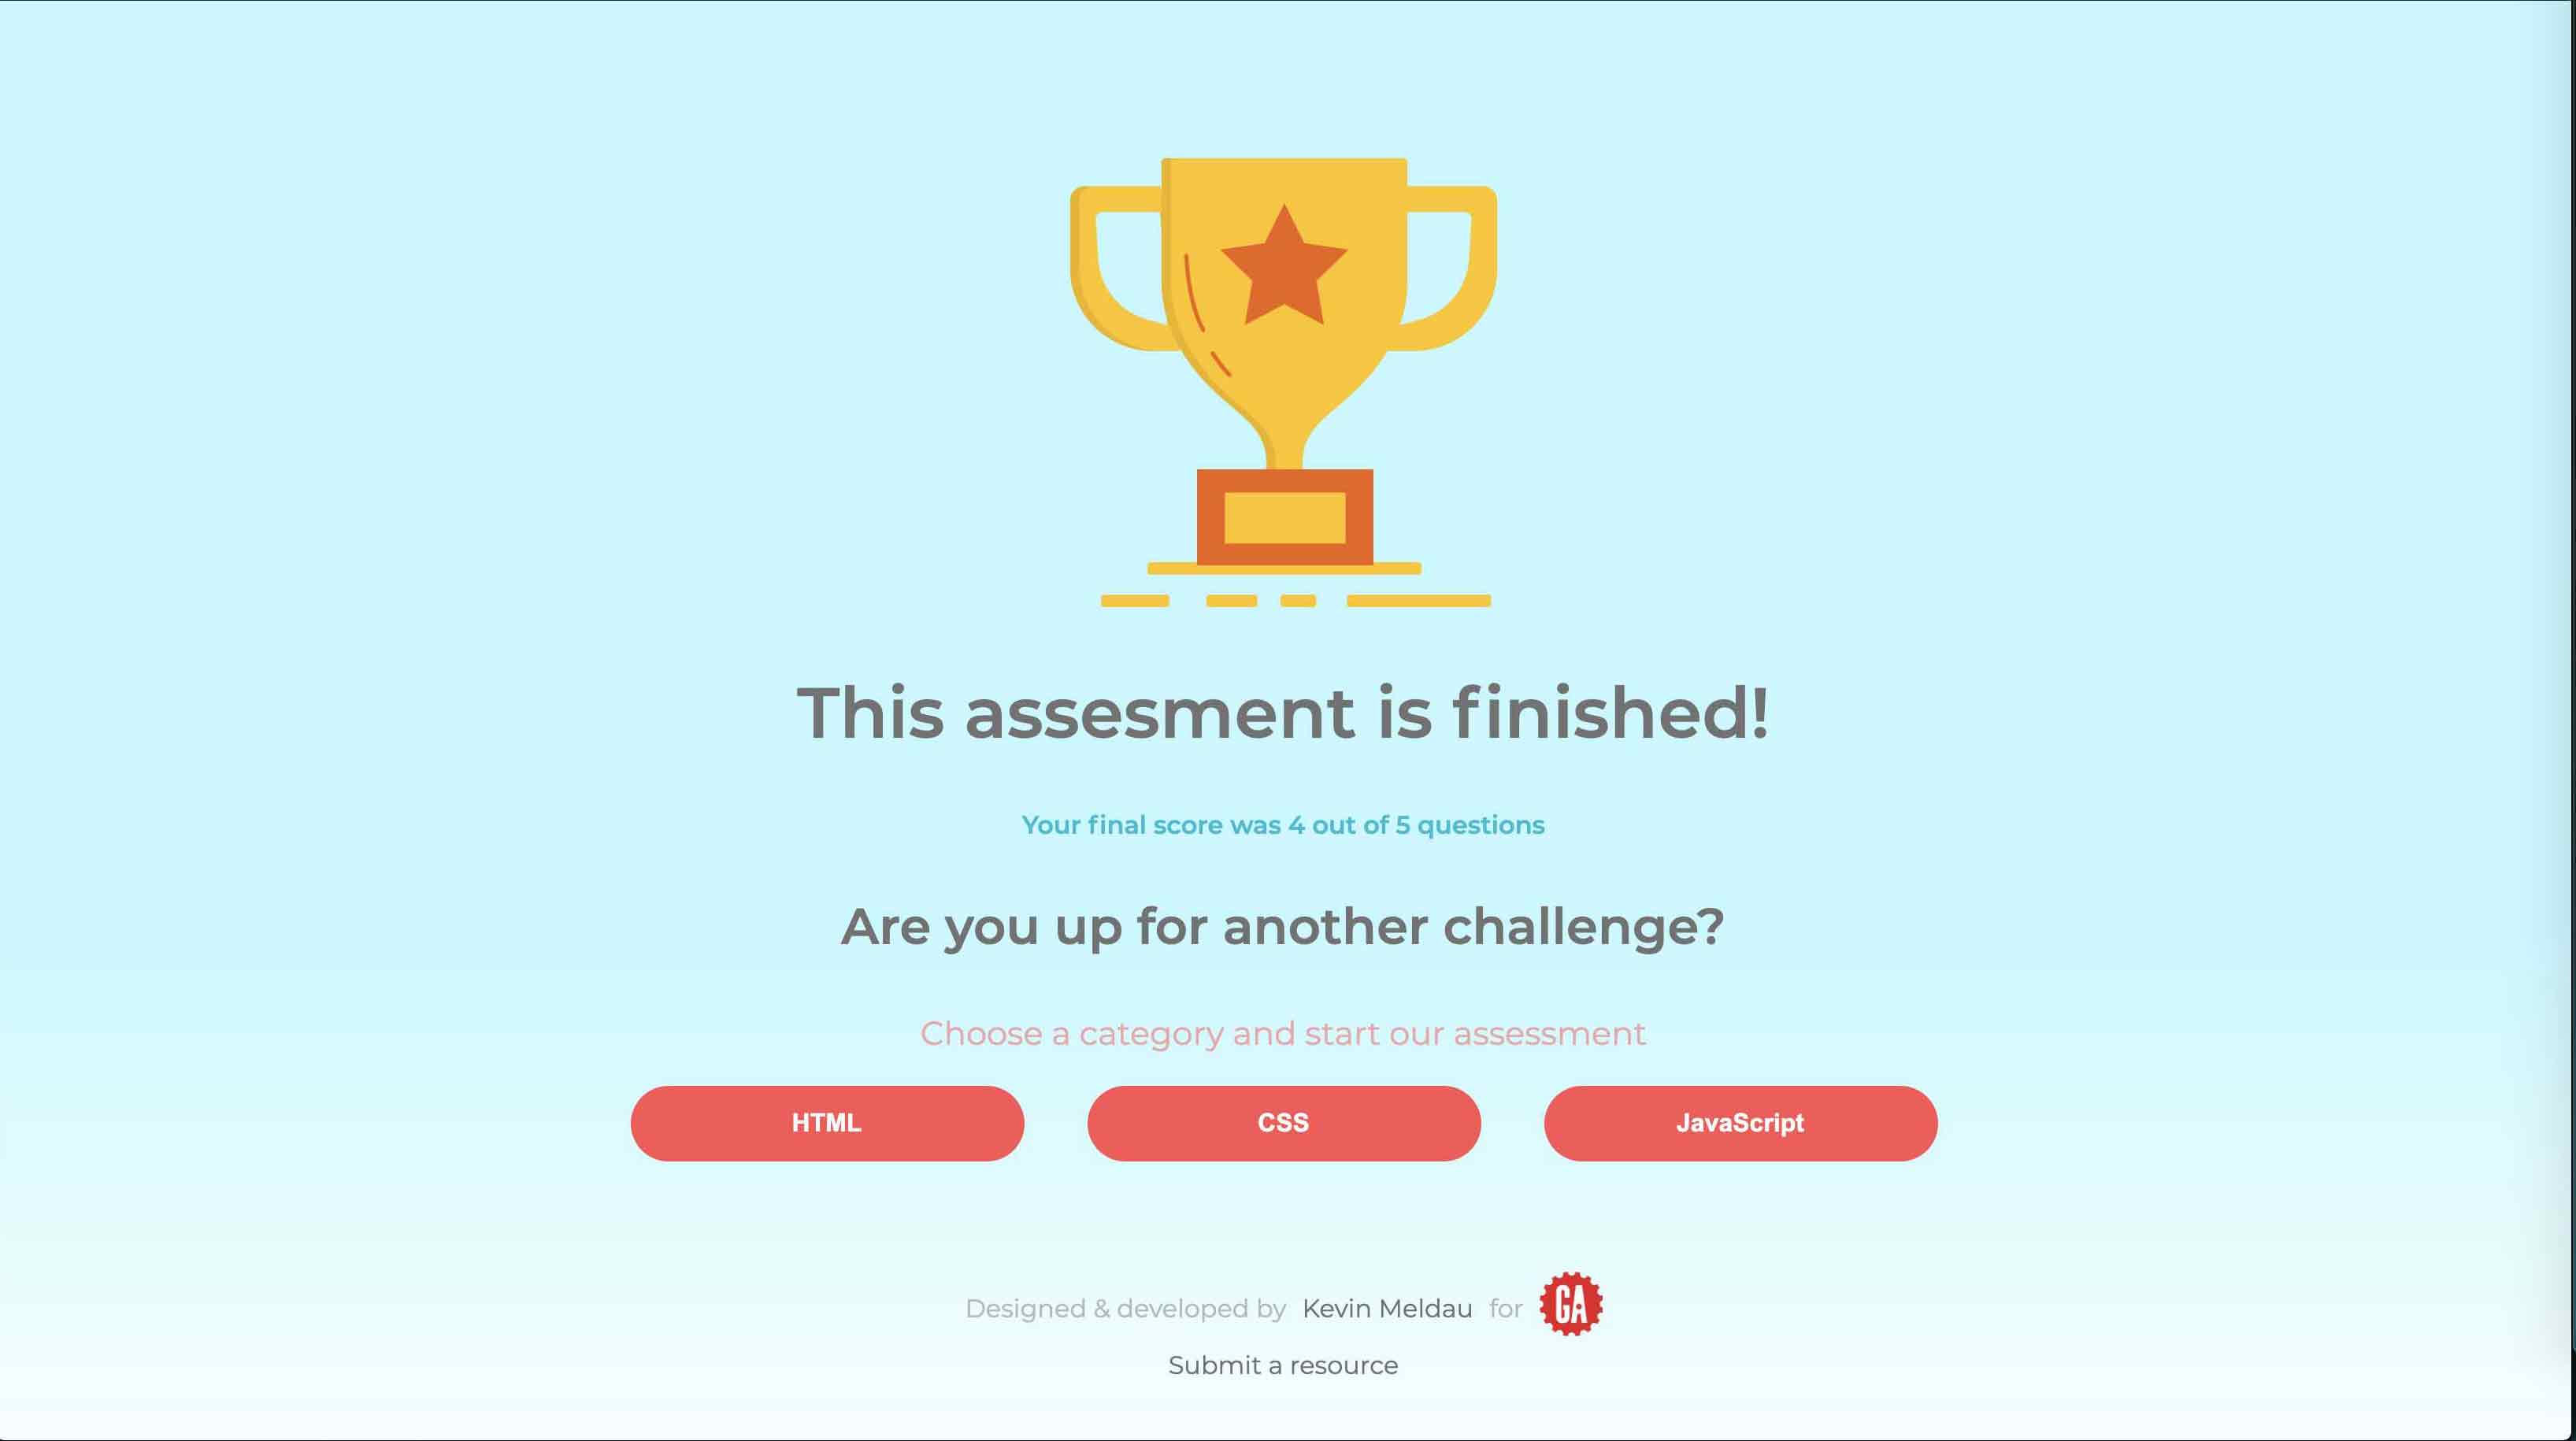 This assesment is finished!
Your final score was 4 out of 5 questions
Are you up for another challenge?
Choose a category and start our assessment
HTML CSS JavaScript
Designed & developed by Kevin Meldau for GA
Submit a resource